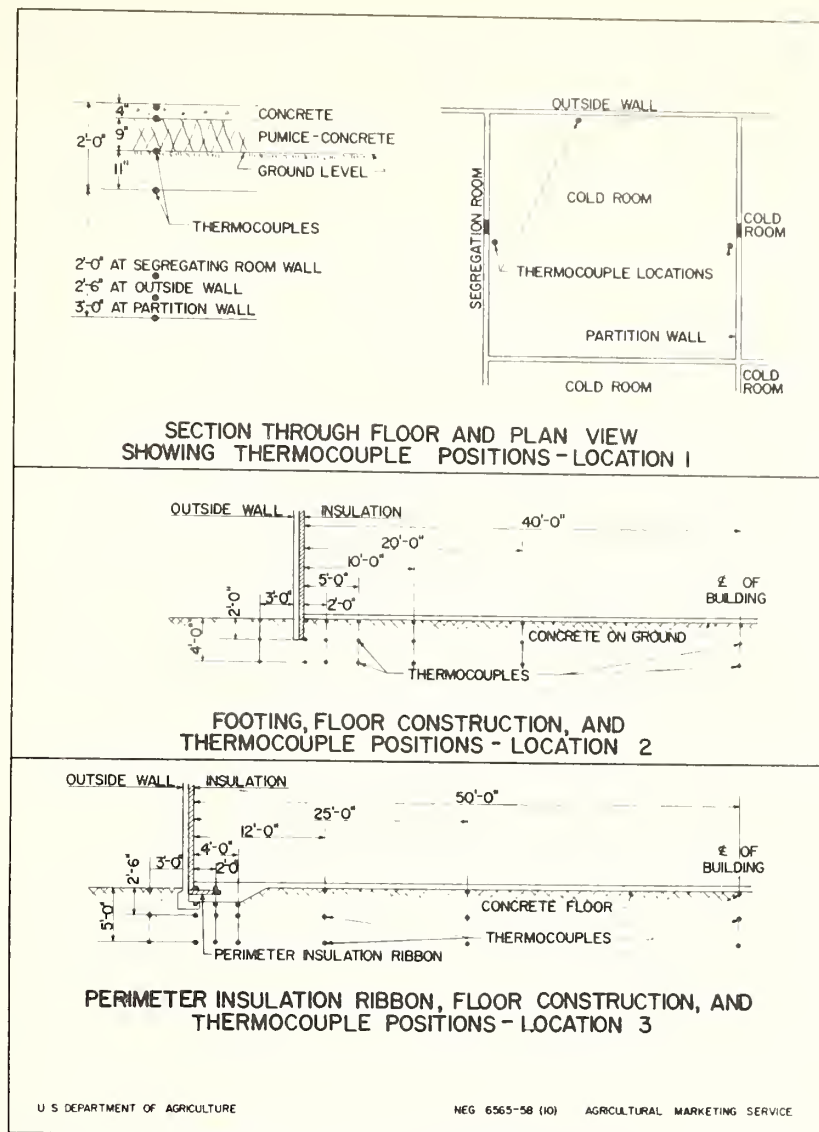 4"
9"
2'-0"
11"
CONCRETE
PUMICE-CONCRETE
GROUND LEVEL
THERMOCOUPLES
2'-0" AT SEGREGATING ROOM WALL
2'-6" AT OUTSIDE WALL
3'-0" AT PARTITION WALL
OUTSIDE WALL
SEGREGATION ROOM
COLD ROOM
COLD
ROOM
THERMOCOUPLE LOCATIONS
PARTITION WALL
COLD ROOM
COLD
ROOM
SECTION THROUGH FLOOR AND PLAN VIEW
SHOWING THERMOCOUPLE POSITIONS - LOCATION 1
OUTSIDE WALL
INSULATION
40'-0"
20'-0"
10'-0"
5'-0"
3'-0"
2'-0"
2'-0"
4'-0"
℄ OF
BUILDING
CONCRETE ON GROUND
THERMOCOUPLES
FOOTING, FLOOR CONSTRUCTION, AND
THERMOCOUPLE POSITIONS - LOCATION 2
OUTSIDE WALL
INSULATION
50'-0"
25'-0"
12'-0"
4'-0"
3'-0"
2'-0"
2'-6"
5'-0"
℄ OF
BUILDING
CONCRETE FLOOR
THERMOCOUPLES
PERIMETER INSULATION RIBBON
PERIMETER INSULATION RIBBON, FLOOR CONSTRUCTION, AND
THERMOCOUPLE POSITIONS - LOCATION 3
U S DEPARTMENT OF AGRICULTURE
NEG 6565-58 (10) AGRICULTURAL MARKETING SERVICE